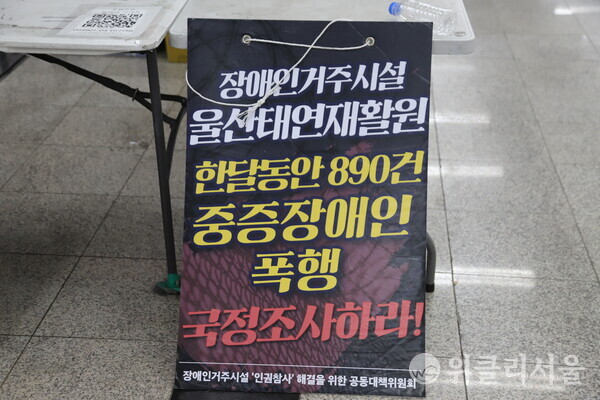 장애인거주시설
울산태연재활원
한달동안 890건
중증장애인
폭행
국정조사하라!
장애인거주시설 '인권참사' 해결을 위한 공동대책위원회
위클리서울